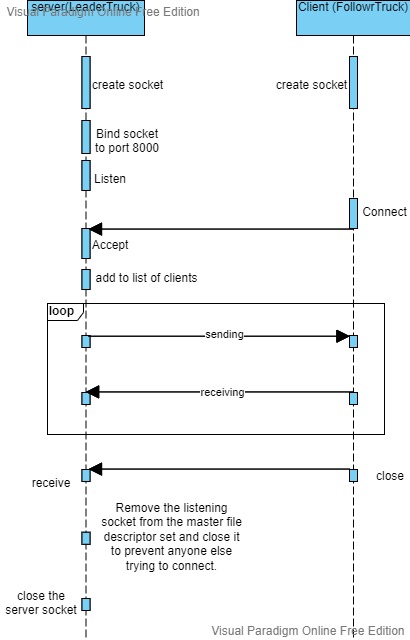 server(LeaderTruck)
Client (FollowrTruck)
Visual Paradigm Online Free Edition
create socket
create socket
Bind socket
to port 8000
Listen
Connect
Accept
add to list of clients
loop
sending
receiving
receive
close
Remove the listening
socket from the master file
descriptor set and close it
to prevent anyone else
trying to connect.
close the
server socket
Visual Paradigm Online Free Edition